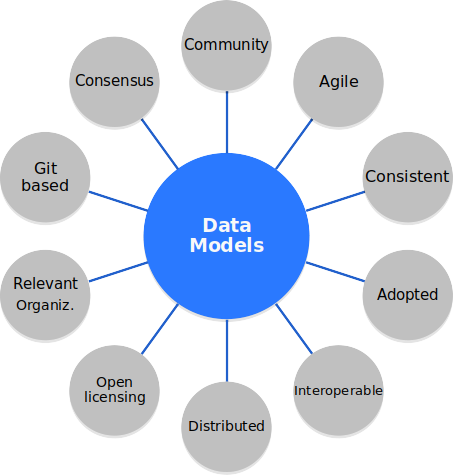 Community
Consensus
Agile
Git
based
Consistent
Data
Models
Relevant
Organiz.
Adopted
Open
licensing
Interoperable
Distributed